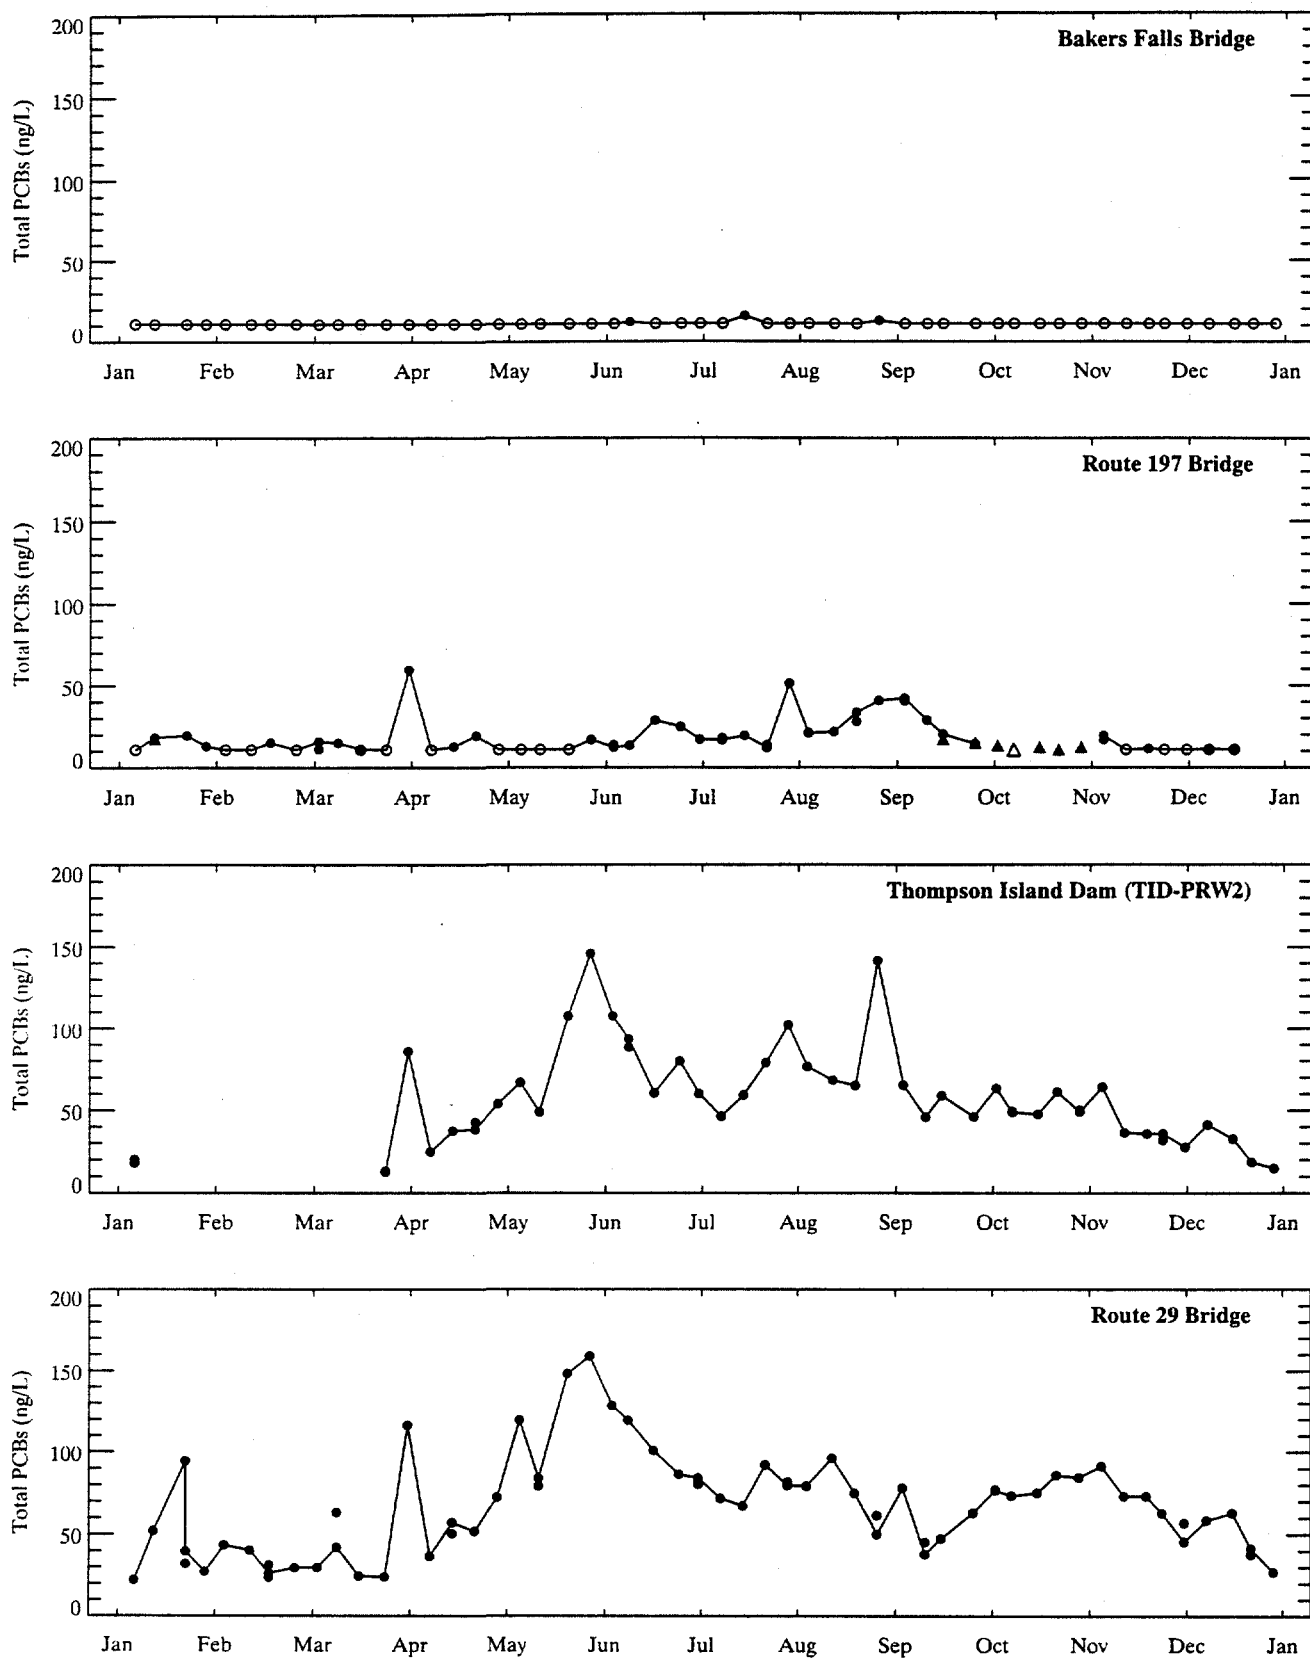 Bakers Falls Bridge
Total PCBs (ng/L)
200
150
100
50
0
Jan Feb Mar Apr May Jun Jul Aug Sep Oct Nov Dec Jan
Route 197 Bridge
Total PCBs (ng/L)
200
150
100
50
0
Jan Feb Mar Apr May Jun Jul Aug Sep Oct Nov Dec Jan
Thompson Island Dam (TID-PRW2)
Total PCBs (ng/L)
200
150
100
50
0
Jan Feb Mar Apr May Jun Jul Aug Sep Oct Nov Dec Jan
Route 29 Bridge
Total PCBs (ng/L)
200
150
100
50
0
Jan Feb Mar Apr May Jun Jul Aug Sep Oct Nov Dec Jan